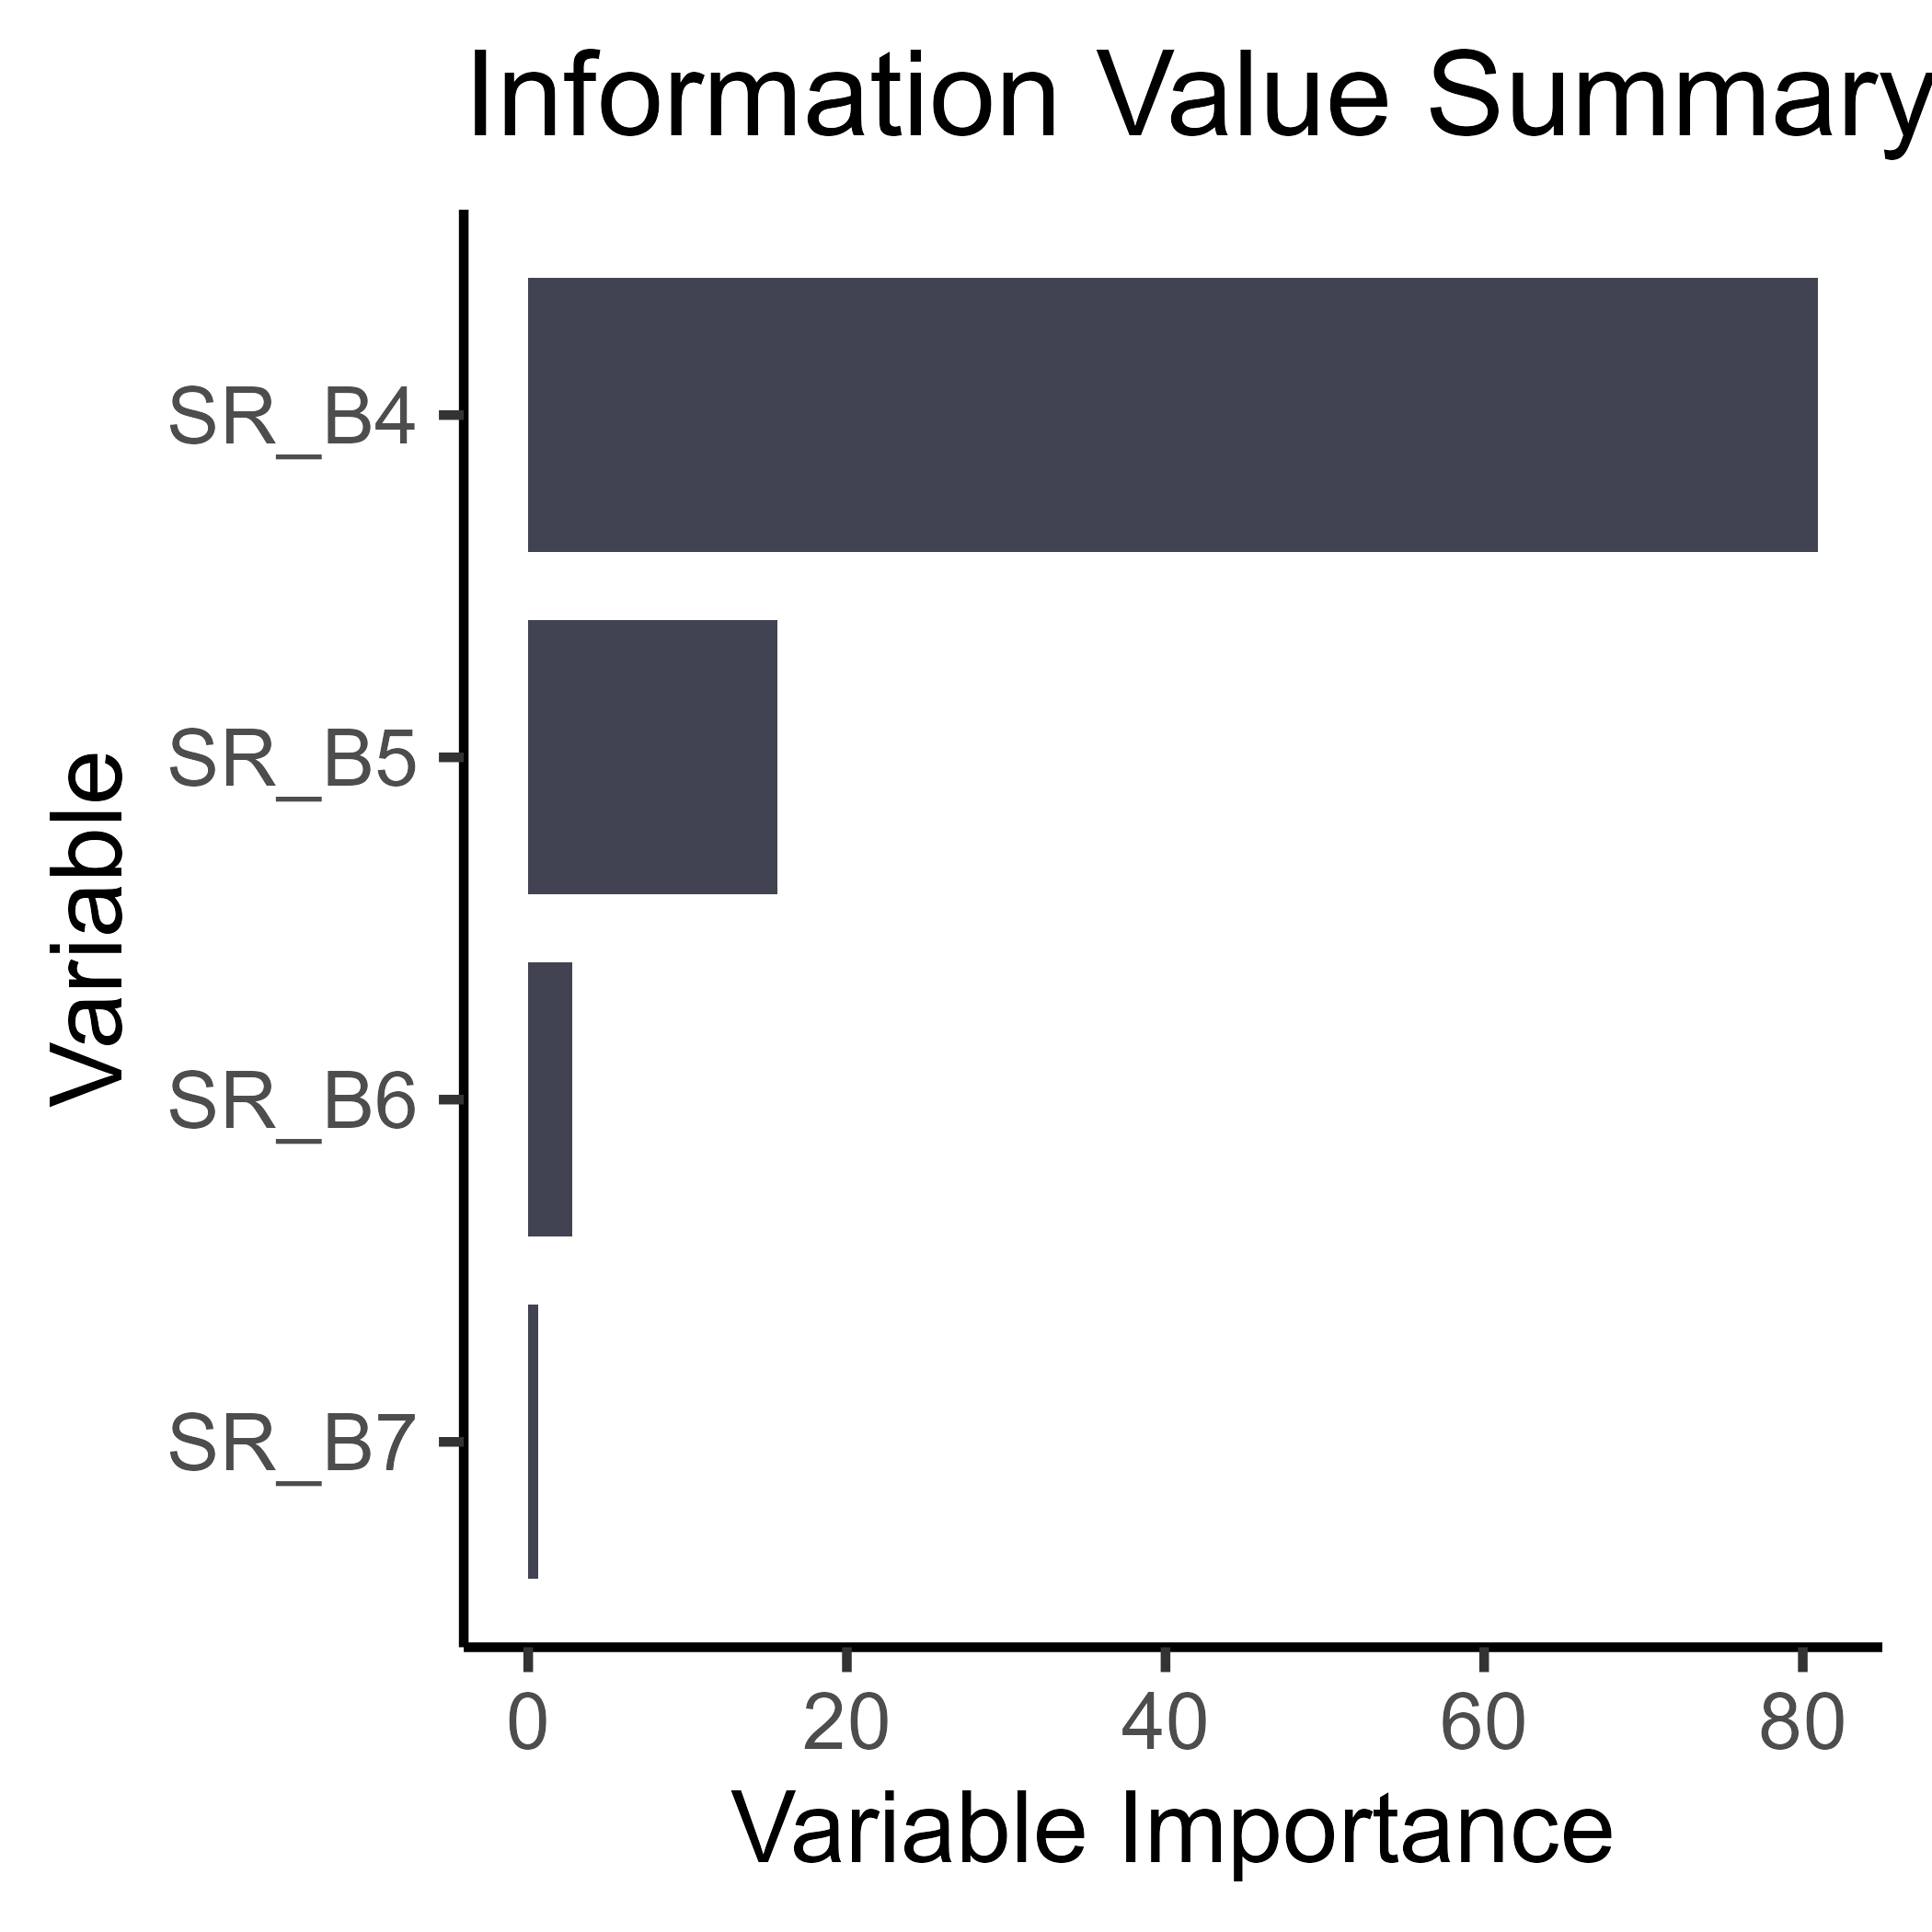 Information Value Summary
SR_B4
SR_B5
SR_B6
SR_B7
Variable
0 20 40 60 80
Variable Importance